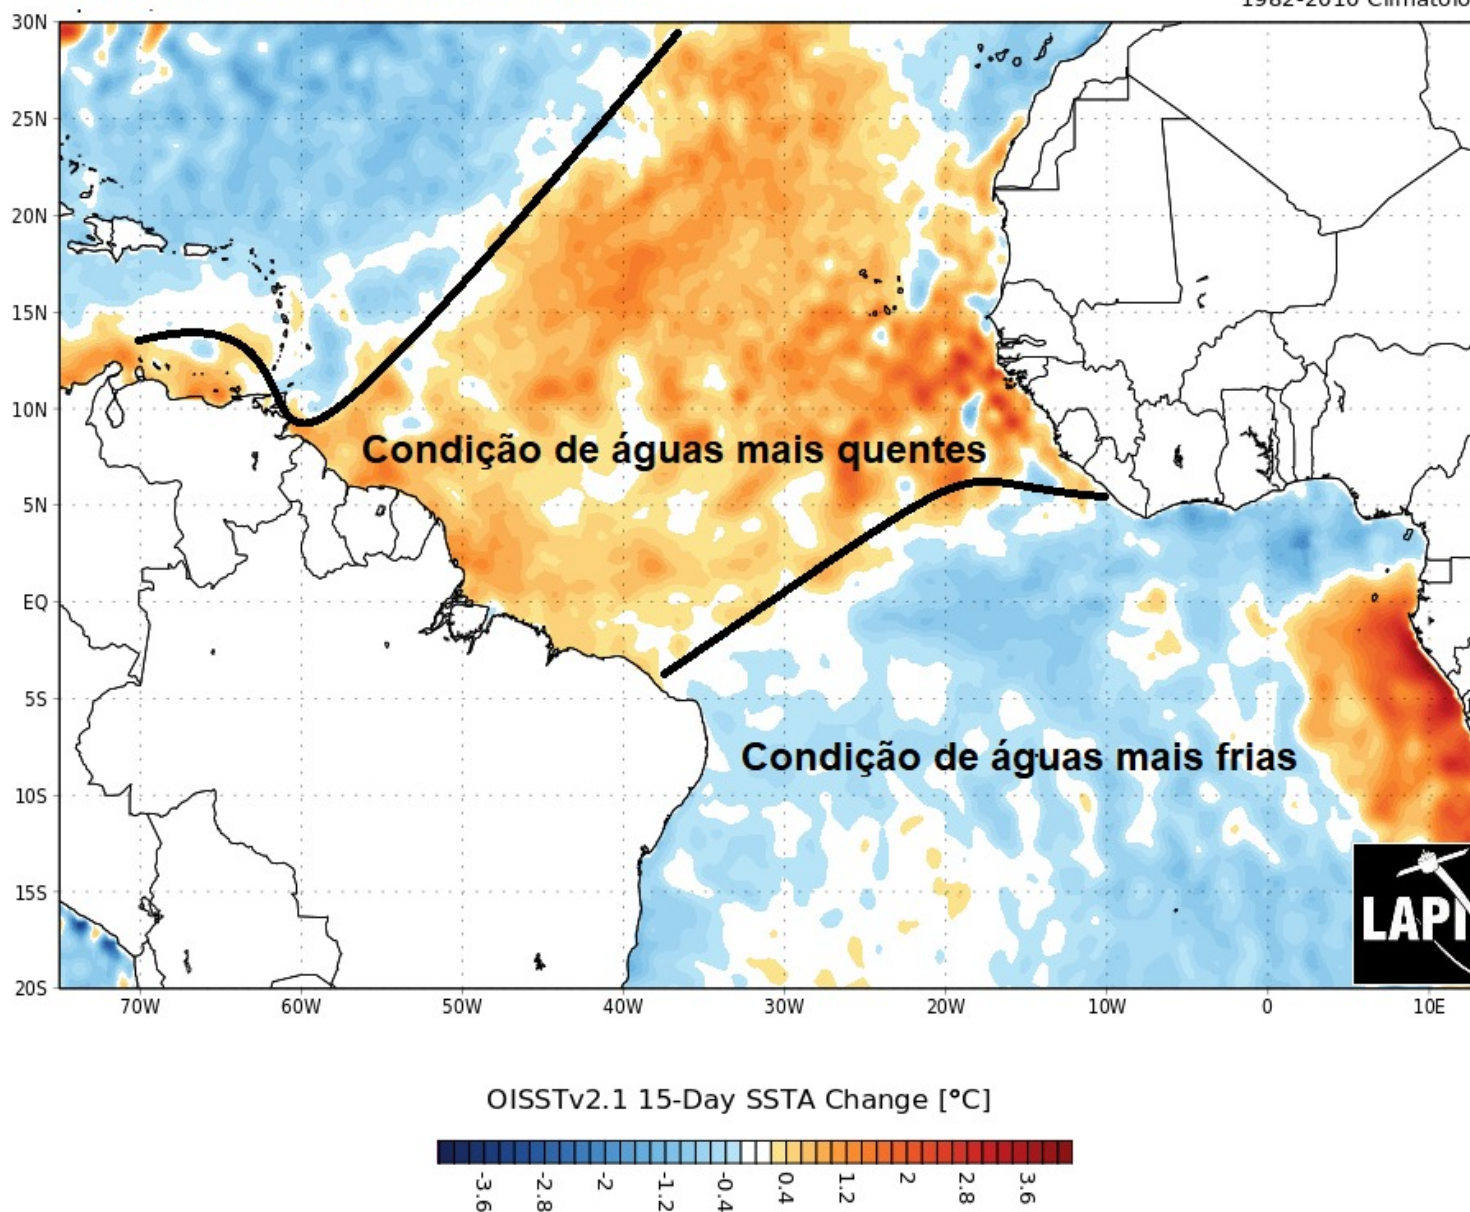 30N
25N
20N
15N
10N
Condição de águas mais quentes
5N
EQ
5S
Condição de águas mais frias
10S
15S
LAPI
20S
70W 60W 50W 40W 30W 20W 10W 0 10E
OISSTv2.1 15-Day SSTA Change [°C]
-3.6 -2.8 -2 -1.2 -0.4 0.4 1.2 2 2.8 3.6